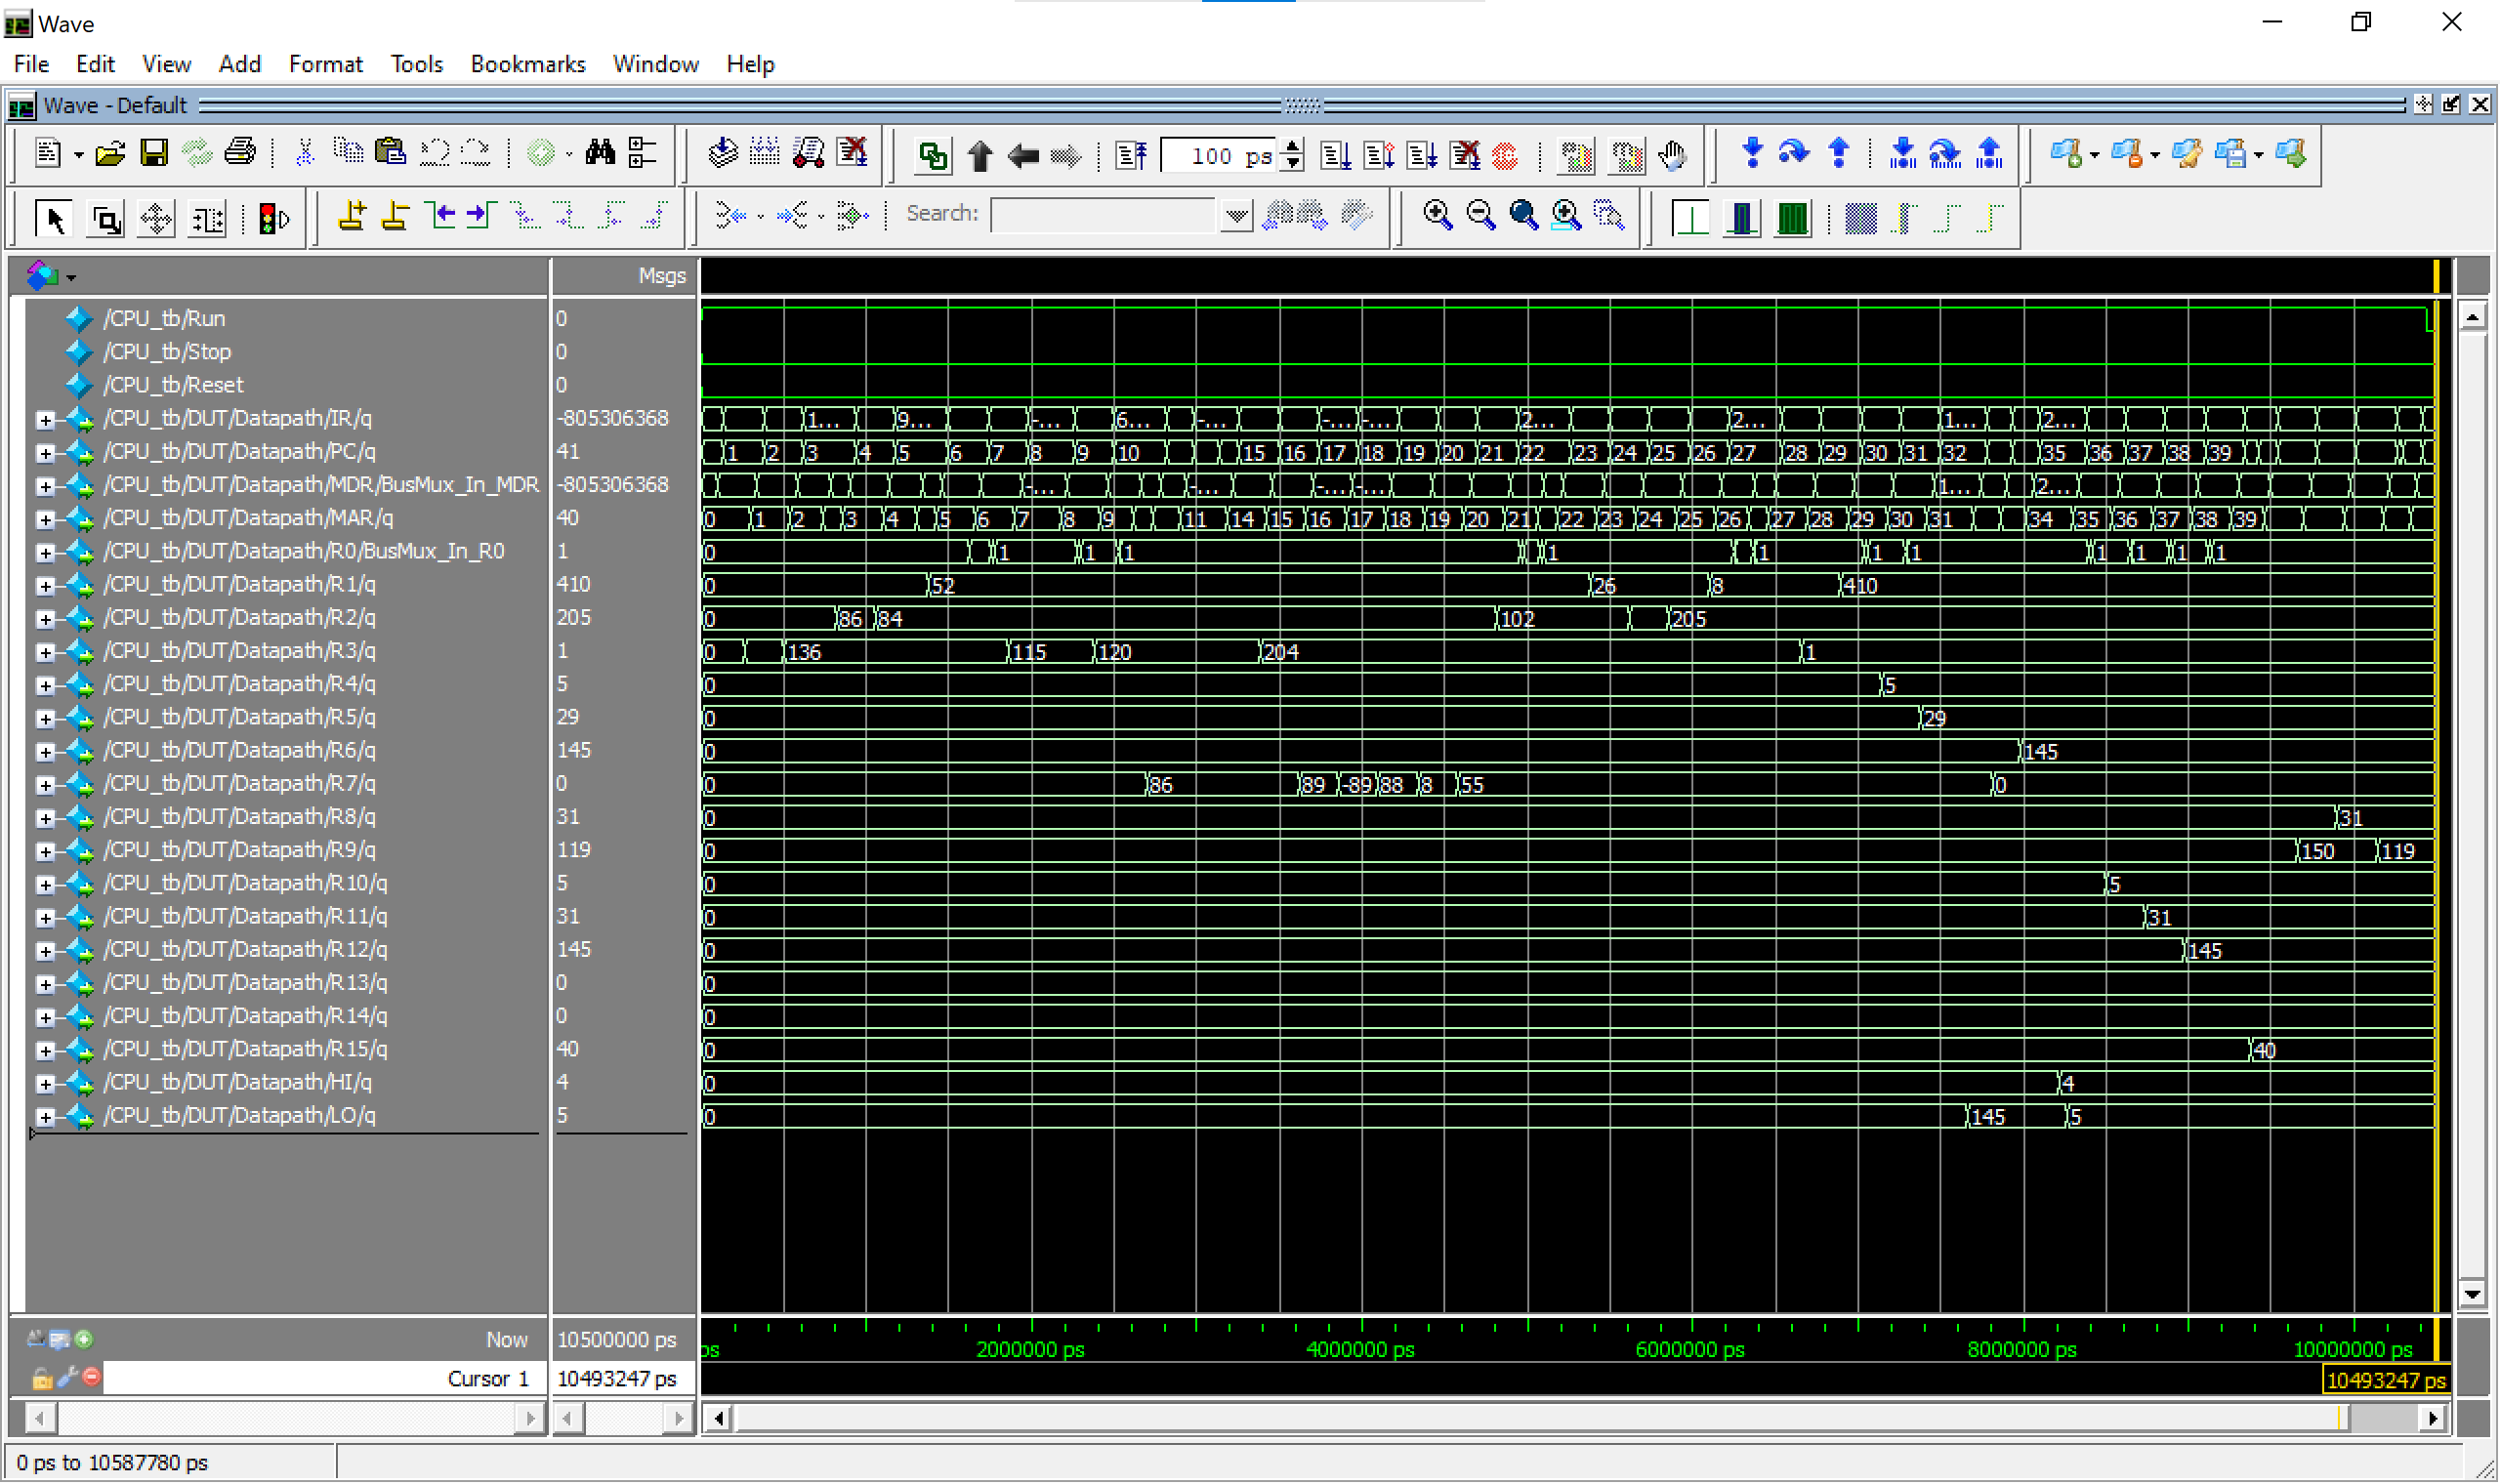 Wave
File Edit View Add Format Tools Bookmarks Window Help
Wave - Default
100 ps
Search:
Msgs
/CPU_tb/Run 0
/CPU_tb/Stop 0
/CPU_tb/Reset 0
/CPU_tb/DUT/Datapath/IR/q -805306368 1... 9... -... 6... -... -... -... 2... 2... 1... 2...
/CPU_tb/DUT/Datapath/PC/q 41 1 2 3 4 5 6 7 8 9 10 15 16 17 18 19 20 21 22 23 24 25 26 27 28 29 30 31 32 35 36 37 38 39
/CPU_tb/DUT/Datapath/MDR/BusMux_In_MDR -805306368 -... -... -... -... 1... 2...
/CPU_tb/DUT/Datapath/MAR/q 40 0 1 2 3 4 5 6 7 8 9 11 14 15 16 17 18 19 20 21 22 23 24 25 26 27 28 29 30 31 34 35 36 37 38 39
/CPU_tb/DUT/Datapath/R0/BusMux_In_R0 1 0 1 1 1 1 1 1 1 1 1 1 1
/CPU_tb/DUT/Datapath/R1/q 410 0 52 26 8 410
/CPU_tb/DUT/Datapath/R2/q 205 0 86 84 102 205
/CPU_tb/DUT/Datapath/R3/q 1 0 136 115 120 204 1
/CPU_tb/DUT/Datapath/R4/q 5 0 5
/CPU_tb/DUT/Datapath/R5/q 29 0 29
/CPU_tb/DUT/Datapath/R6/q 145 0 145
/CPU_tb/DUT/Datapath/R7/q 0 0 86 89 -89 88 8 55 0
/CPU_tb/DUT/Datapath/R8/q 31 0 31
/CPU_tb/DUT/Datapath/R9/q 119 0 150 119
/CPU_tb/DUT/Datapath/R10/q 5 0 5
/CPU_tb/DUT/Datapath/R11/q 31 0 31
/CPU_tb/DUT/Datapath/R12/q 145 0 145
/CPU_tb/DUT/Datapath/R13/q 0 0
/CPU_tb/DUT/Datapath/R14/q 0 0
/CPU_tb/DUT/Datapath/R15/q 40 0 40
/CPU_tb/DUT/Datapath/HI/q 4 0 4
/CPU_tb/DUT/Datapath/LO/q 5 0 145 5
Now 10500000 ps ps 2000000 ps 4000000 ps 6000000 ps 8000000 ps 10000000 ps
Cursor 1 10493247 ps 10493247 ps
0 ps to 10587780 ps